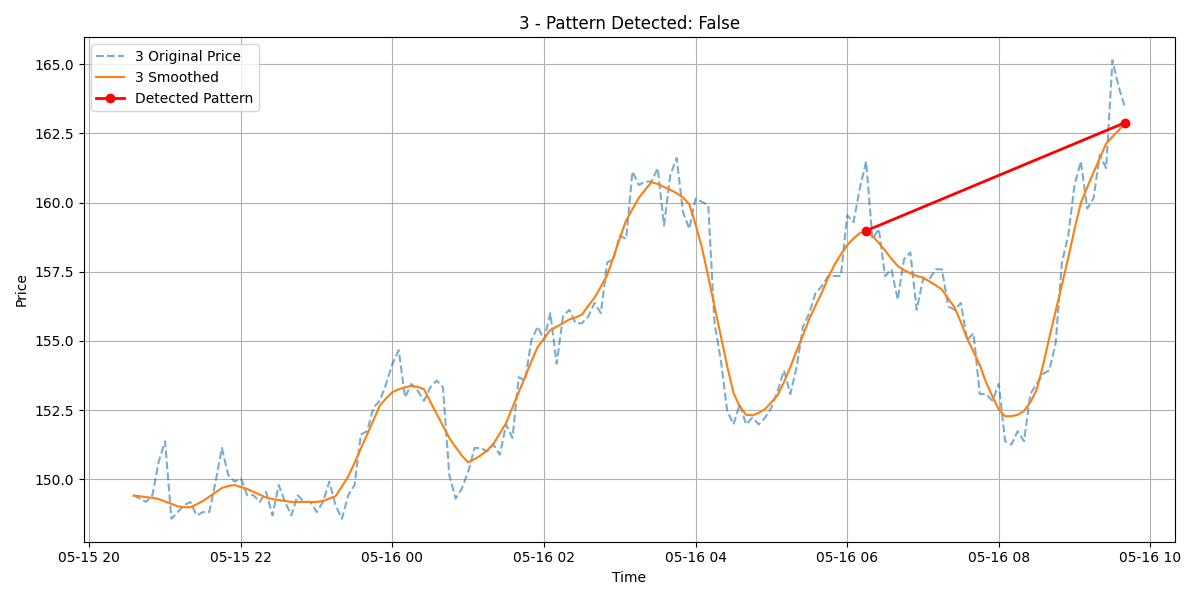 3 - Pattern Detected: False
3 Original Price
3 Smoothed
Detected Pattern
165.0
162.5
160.0
157.5
155.0
152.5
150.0
Price
05-15 20
05-15 22
05-16 00
05-16 02
05-16 04
05-16 06
05-16 08
05-16 10
Time